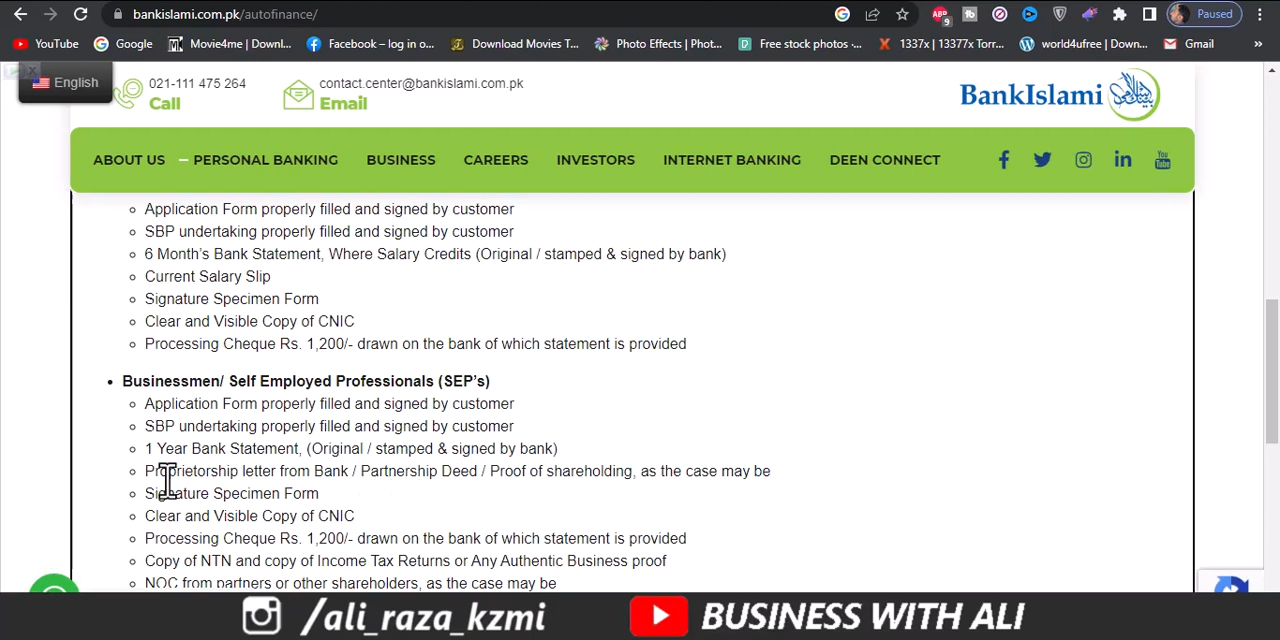 bankislami.com.pk/autofinance/
Paused
YouTube
Google
Movie4me | Downl...
Facebook – log in o...
Download Movies T...
Photo Effects | Phot...
Free stock photos ·...
1337x | 13377x Torr...
world4ufree | Down...
Gmail
»
English
021-111 475 264
Call
contact.center@bankislami.com.pk
Email
BankIslami
ABOUT US
PERSONAL BANKING
BUSINESS
CAREERS
INVESTORS
INTERNET BANKING
DEEN CONNECT
Application Form properly filled and signed by customer
SBP undertaking properly filled and signed by customer
6 Month's Bank Statement, Where Salary Credits (Original / stamped & signed by bank)
Current Salary Slip
Signature Specimen Form
Clear and Visible Copy of CNIC
Processing Cheque Rs. 1,200/- drawn on the bank of which statement is provided
Businessmen/ Self Employed Professionals (SEP's)
Application Form properly filled and signed by customer
SBP undertaking properly filled and signed by customer
1 Year Bank Statement, (Original / stamped & signed by bank)
Proprietorship letter from Bank / Partnership Deed / Proof of shareholding, as the case may be
Signature Specimen Form
Clear and Visible Copy of CNIC
Processing Cheque Rs. 1,200/- drawn on the bank of which statement is provided
Copy of NTN and copy of Income Tax Returns or Any Authentic Business proof
NOC from partners or other shareholders, as the case may be
/ali_raza_kzmi
BUSINESS WITH ALI